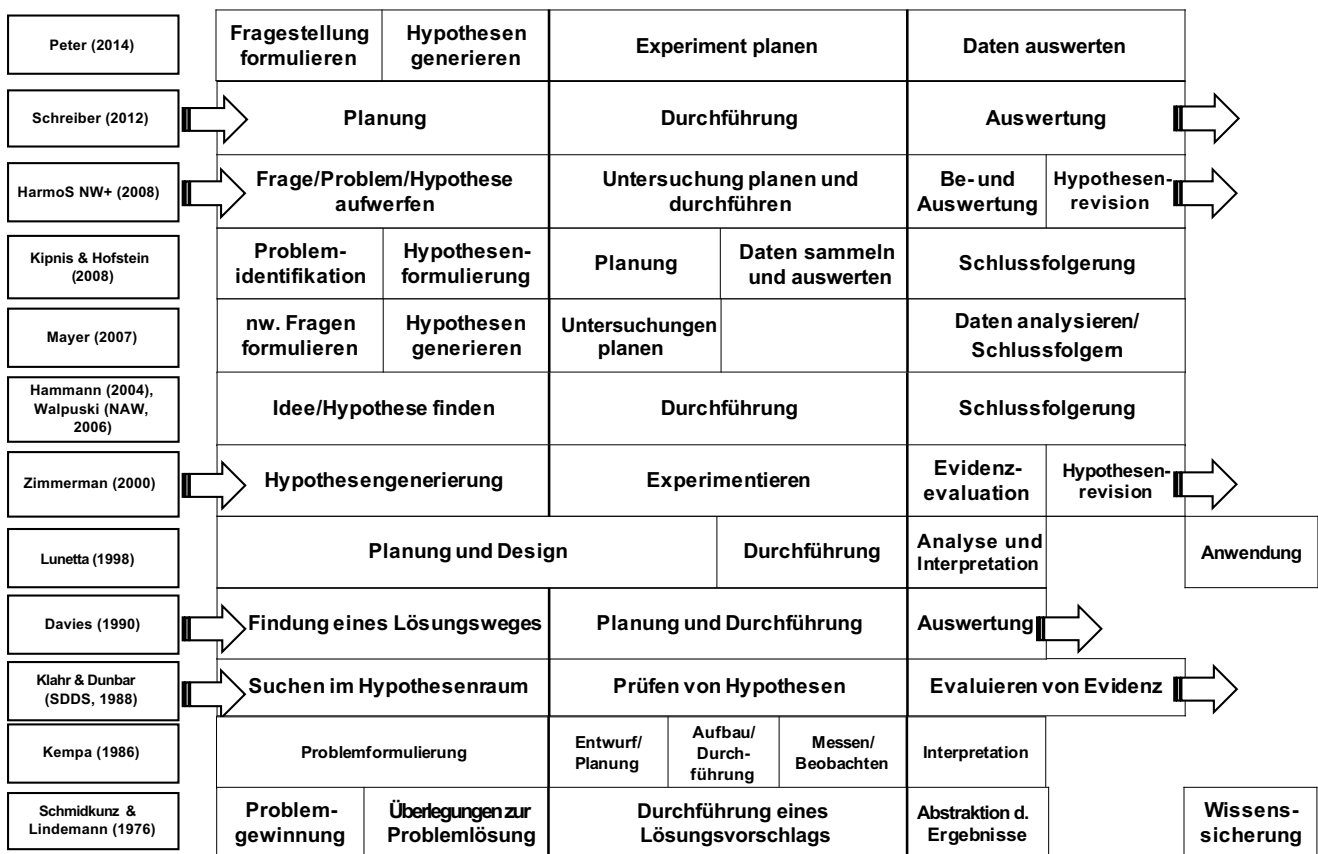 Peter (2014)
Fragestellung
formulieren
Hypothesen
generieren
Experiment planen
Daten auswerten
Schreiber (2012)
Planung
Durchführung
Auswertung
HarmoS NW+ (2008)
Frage/Problem/Hypothese
aufwerfen
Untersuchung planen und
durchführen
Be- und
Auswertung
Hypothesen-
revision
Kipnis & Hofstein
(2008)
Problem-
identifikation
Hypothesen-
formulierung
Planung
Daten sammeln
und auswerten
Schlussfolgerung
Mayer (2007)
nw. Fragen
formulieren
Hypothesen
generieren
Untersuchungen
planen
Daten analysieren/
Schlussfolgern
Hammann (2004),
Walpuski (NAW,
2006)
Idee/Hypothese finden
Durchführung
Schlussfolgerung
Zimmerman (2000)
Hypothesengenerierung
Experimentieren
Evidenz-
evaluation
Hypothesen-
revision
Lunetta (1998)
Planung und Design
Durchführung
Analyse und
Interpretation
Anwendung
Davies (1990)
Findung eines Lösungsweges
Planung und Durchführung
Auswertung
Klahr & Dunbar
(SDDS, 1988)
Suchen im Hypothesenraum
Prüfen von Hypothesen
Evaluieren von Evidenz
Kempa (1986)
Problemformulierung
Entwurf/
Planung
Aufbau/
Durch-
führung
Messen/
Beobachten
Interpretation
Schmidkunz &
Lindemann (1976)
Problem-
gewinnung
Überlegungen zur
Problemlösung
Durchführung eines
Lösungsvorschlags
Abstraktion d.
Ergebnisse
Wissens-
sicherung